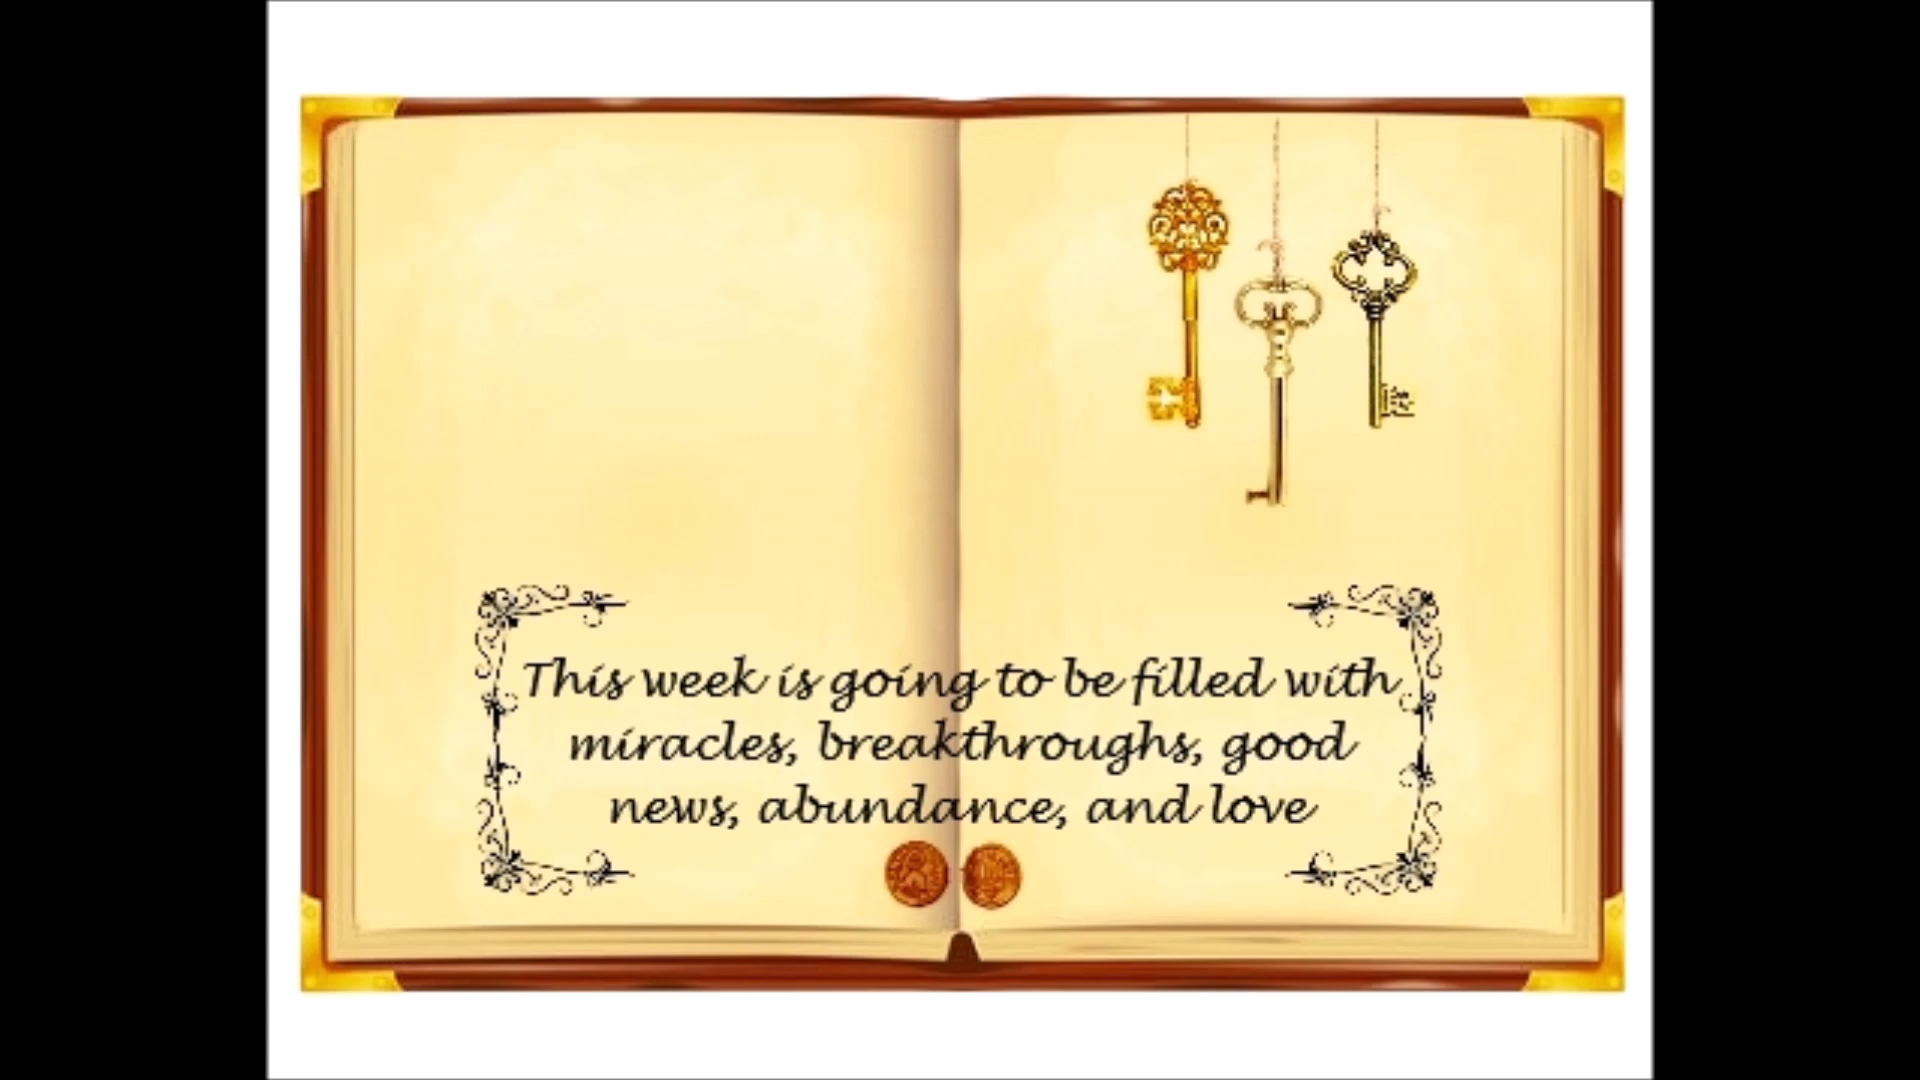 This week is going to be filled with
miracles, breakthroughs, good
news, abundance, and love